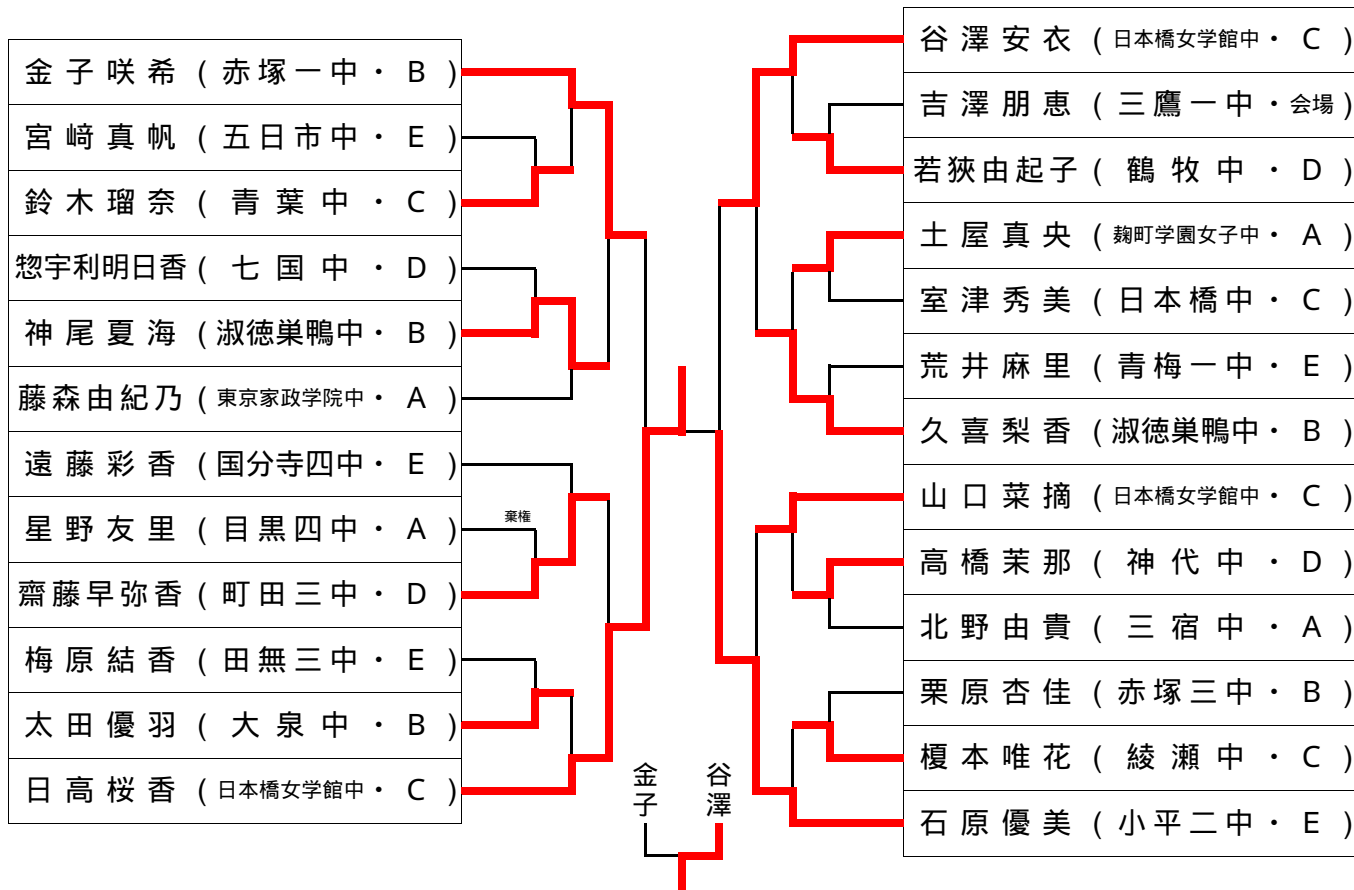 金子咲希 ( 赤塚一中 ・ B )
宮﨑真帆 ( 五日市中 ・ E )
鈴木瑠奈 ( 青葉中 ・ C )
惣宇利明日香 ( 七国中 ・ D )
神尾夏海 ( 淑徳巣鴨中 ・ B )
藤森由紀乃 ( 東京家政学院中 ・ A )
遠藤彩香 ( 国分寺四中 ・ E )
星野友里 ( 目黒四中 ・ A )
棄権
齋藤早弥香 ( 町田三中 ・ D )
梅原結香 ( 田無三中 ・ E )
太田優羽 ( 大泉中 ・ B )
日高桜香 ( 日本橋女学館中 ・ C )
金子
谷澤
谷澤安衣 ( 日本橋女学館中 ・ C )
吉澤朋恵 ( 三鷹一中 ・ 会場 )
若狹由起子 ( 鶴牧中 ・ D )
土屋真央 ( 麹町学園女子中 ・ A )
室津秀美 ( 日本橋中 ・ C )
荒井麻里 ( 青梅一中 ・ E )
久喜梨香 ( 淑徳巣鴨中 ・ B )
山口菜摘 ( 日本橋女学館中 ・ C )
高橋茉那 ( 神代中 ・ D )
北野由貴 ( 三宿中 ・ A )
栗原杏佳 ( 赤塚三中 ・ B )
榎本唯花 ( 綾瀬中 ・ C )
石原優美 ( 小平二中 ・ E )